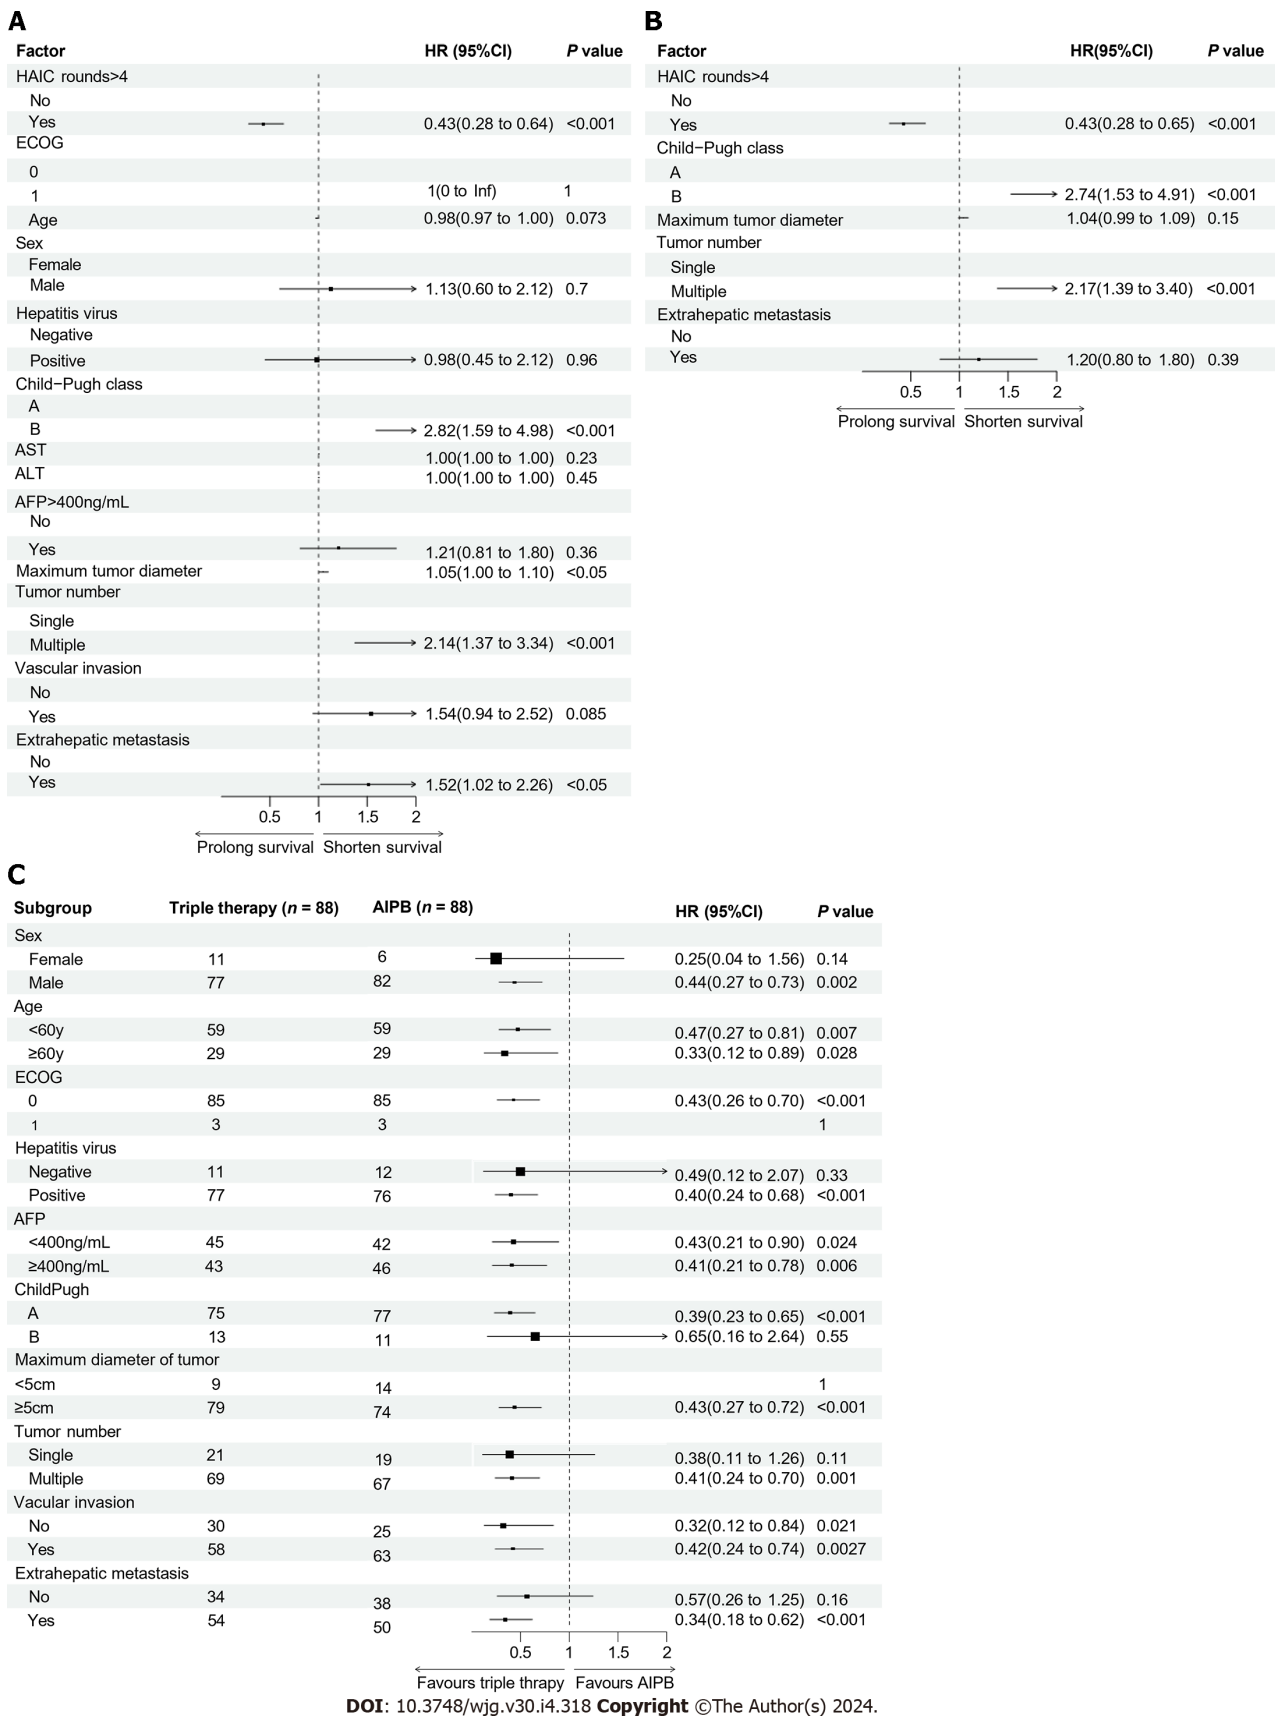 A
Factor HR (95%CI) P value
HAIC rounds>4
No
Yes 0.43(0.28 to 0.64) <0.001
ECOG
0
1 1(0 to Inf) 1
Age 0.98(0.97 to 1.00) 0.073
Sex
Female
Male 1.13(0.60 to 2.12) 0.7
Hepatitis virus
Negative
Positive 0.98(0.45 to 2.12) 0.96
Child−Pugh class
A
B 2.82(1.59 to 4.98) <0.001
AST 1.00(1.00 to 1.00) 0.23
ALT 1.00(1.00 to 1.00) 0.45
AFP>400ng/mL
No
Yes 1.21(0.81 to 1.80) 0.36
Maximum tumor diameter 1.05(1.00 to 1.10) <0.05
Tumor number
Single
Multiple 2.14(1.37 to 3.34) <0.001
Vascular invasion
No
Yes 1.54(0.94 to 2.52) 0.085
Extrahepatic metastasis
No
Yes 1.52(1.02 to 2.26) <0.05
0.5 1 1.5 2
Prolong survival Shorten survival
B
Factor HR(95%CI) P value
HAIC rounds>4
No
Yes 0.43(0.28 to 0.65) <0.001
Child−Pugh class
A
B 2.74(1.53 to 4.91) <0.001
Maximum tumor diameter 1.04(0.99 to 1.09) 0.15
Tumor number
Single
Multiple 2.17(1.39 to 3.40) <0.001
Extrahepatic metastasis
No
Yes 1.20(0.80 to 1.80) 0.39
0.5 1 1.5 2
Prolong survival Shorten survival
C
Subgroup Triple therapy (n = 88) AIPB (n = 88) HR (95%CI) P value
Sex
Female 11 6 0.25(0.04 to 1.56) 0.14
Male 77 82 0.44(0.27 to 0.73) 0.002
Age
<60y 59 59 0.47(0.27 to 0.81) 0.007
≥60y 29 29 0.33(0.12 to 0.89) 0.028
ECOG
0 85 85 0.43(0.26 to 0.70) <0.001
1 3 3 1
Hepatitis virus
Negative 11 12 0.49(0.12 to 2.07) 0.33
Positive 77 76 0.40(0.24 to 0.68) <0.001
AFP
<400ng/mL 45 42 0.43(0.21 to 0.90) 0.024
≥400ng/mL 43 46 0.41(0.21 to 0.78) 0.006
ChildPugh
A 75 77 0.39(0.23 to 0.65) <0.001
B 13 11 0.65(0.16 to 2.64) 0.55
Maximum diameter of tumor
<5cm 9 14 1
≥5cm 79 74 0.43(0.27 to 0.72) <0.001
Tumor number
Single 21 19 0.38(0.11 to 1.26) 0.11
Multiple 69 67 0.41(0.24 to 0.70) 0.001
Vacular invasion
No 30 25 0.32(0.12 to 0.84) 0.021
Yes 58 63 0.42(0.24 to 0.74) 0.0027
Extrahepatic metastasis
No 34 38 0.57(0.26 to 1.25) 0.16
Yes 54 50 0.34(0.18 to 0.62) <0.001
0.5 1 1.5 2
Favours triple thrapy Favours AIPB
DOI: 10.3748/wjg.v30.i4.318 Copyright ©The Author(s) 2024.